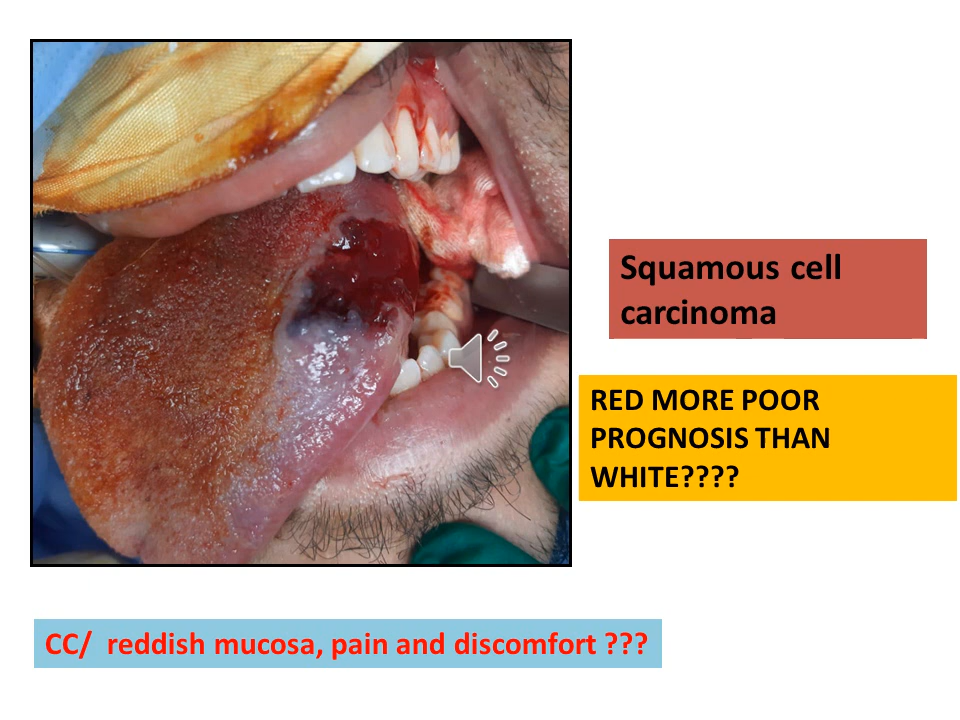 Squamous cell
carcinoma
RED MORE POOR
PROGNOSIS THAN
WHITE????
CC/ reddish mucosa, pain and discomfort ???